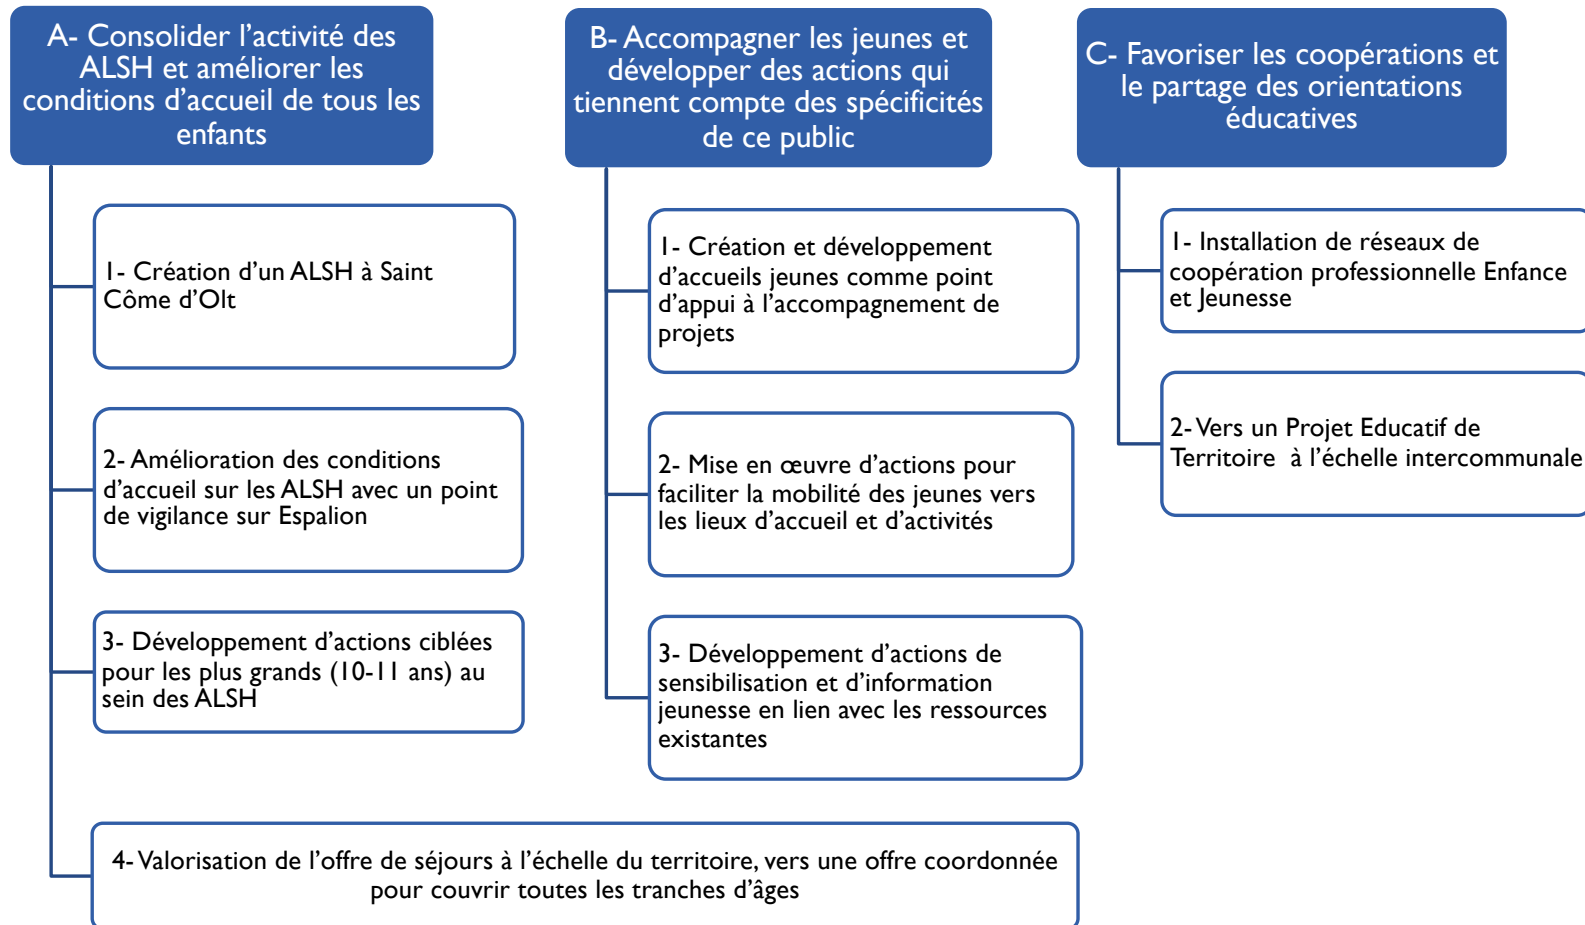 A- Consolider l’activité des
ALSH et améliorer les
conditions d’accueil de tous les
enfants
1- Création d’un ALSH à Saint
Côme d’Olt
2- Amélioration des conditions
d’accueil sur les ALSH avec un point
de vigilance sur Espalion
3- Développement d’actions ciblées
pour les plus grands (10-11 ans) au
sein des ALSH
B- Accompagner les jeunes et
développer des actions qui
tiennent compte des spécificités
de ce public
1- Création et développement
d’accueils jeunes comme point
d’appui à l’accompagnement de
projets
2- Mise en œuvre d’actions pour
faciliter la mobilité des jeunes vers
les lieux d’accueil et d’activités
3- Développement d’actions de
sensibilisation et d’information
jeunesse en lien avec les ressources
existantes
4- Valorisation de l’offre de séjours à l’échelle du territoire, vers une offre coordonnée
pour couvrir toutes les tranches d’âges
C- Favoriser les coopérations et
le partage des orientations
éducatives
1- Installation de réseaux de
coopération professionnelle Enfance
et Jeunesse
2- Vers un Projet Educatif de
Territoire à l’échelle intercommunale